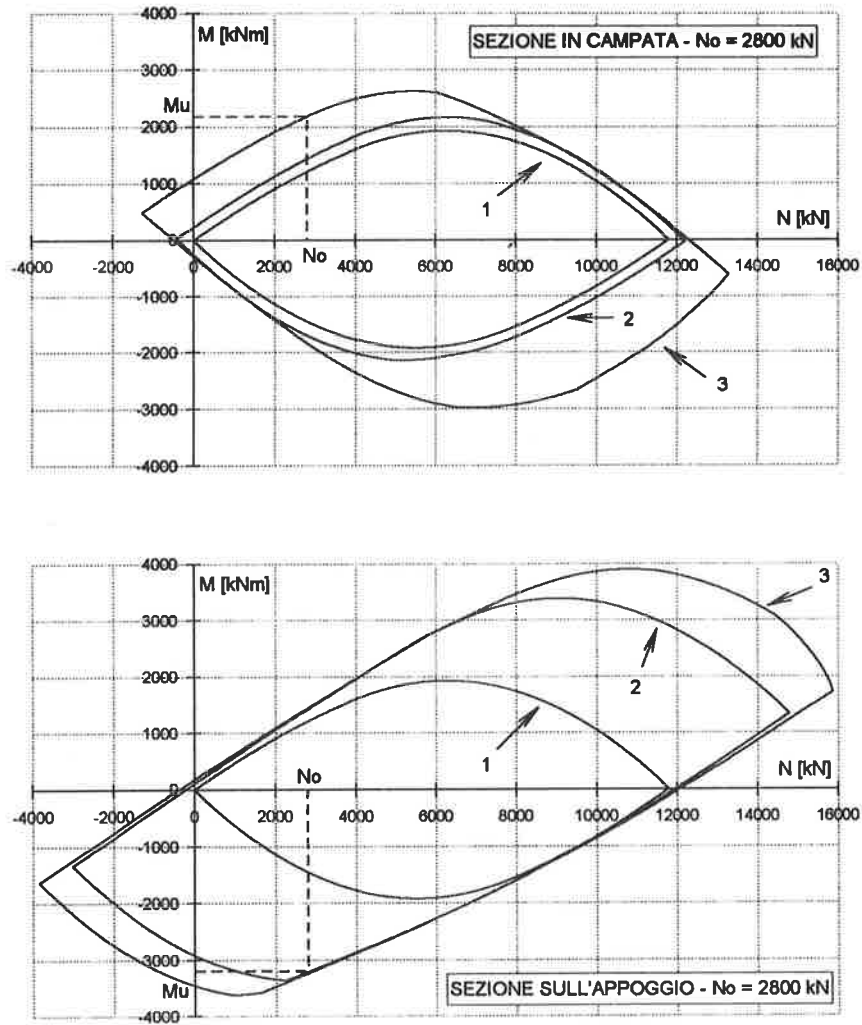 4000
M [kNm]
SEZIONE IN CAMPATA - No = 2800 kN
3000
Mu
2000
1000
1
N [kN]
0
-4000 -2000 0 2000 No 4000 6000 8000 10000 12000 14000 16000
-1000
2
-2000
3
-3000
-4000
4000
M [kNm]
3
3000
2
2000
1
1000
No
N [kN]
0
-4000 -2000 0 2000 4000 6000 8000 10000 12000 14000 16000
-1000
-2000
-3000
Mu
SEZIONE SULL'APPOGGIO - No = 2800 kN
-4000